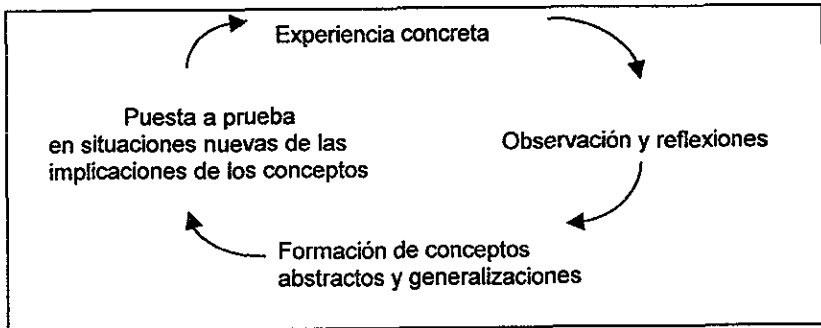 Experiencia concreta
Puesta a prueba
en situaciones nuevas de las
implicaciones de los conceptos
Observación y reflexiones
Formación de conceptos
abstractos y generalizaciones